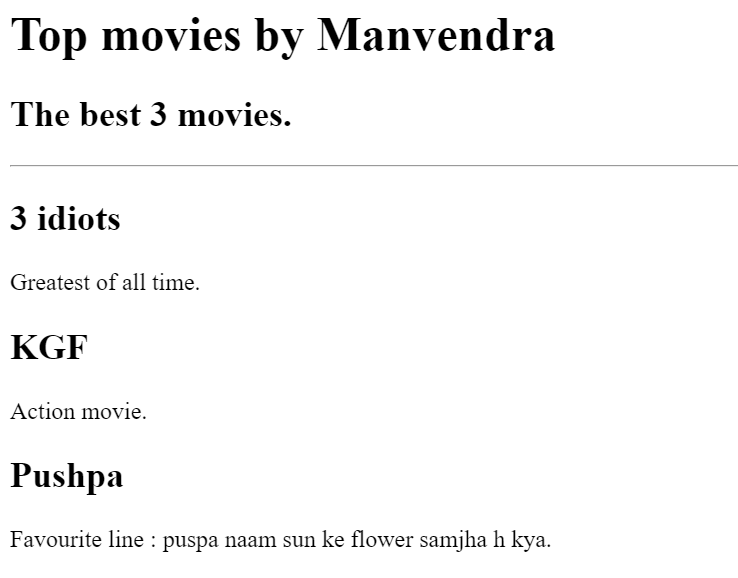 Top movies by Manvendra
The best 3 movies.
3 idiots
Greatest of all time.
KGF
Action movie.
Pushpa
Favourite line : puspa naam sun ke flower samjha h kya.